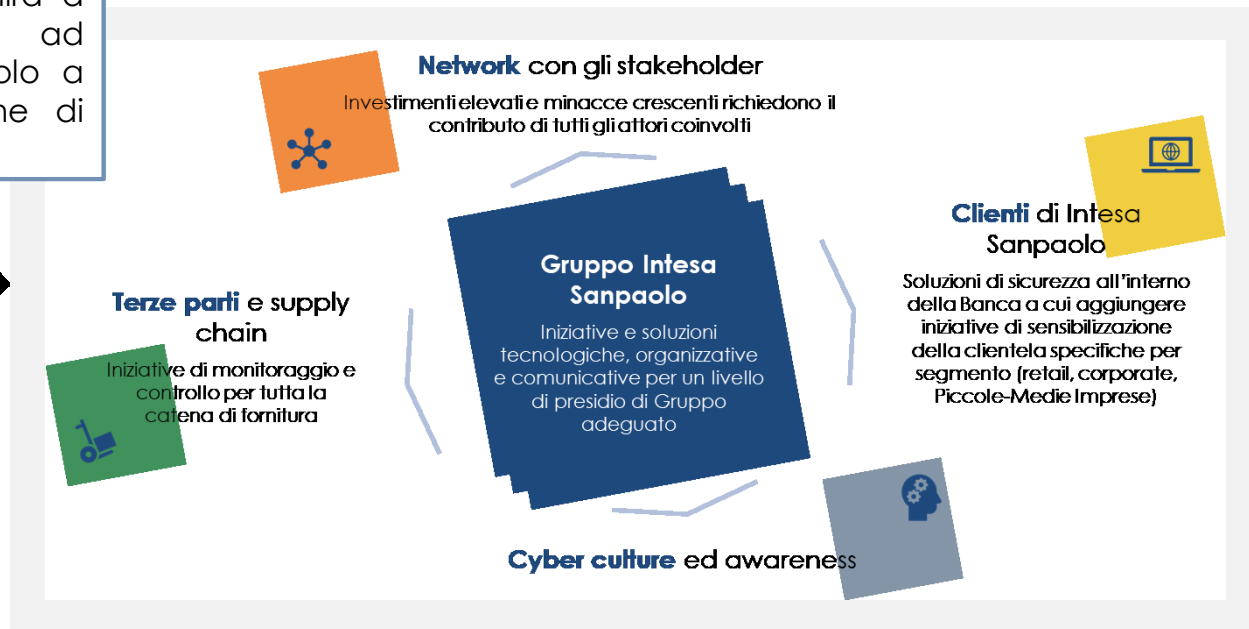 ad
olo a
ne di
Network con gli stakeholder
Investimenti elevati e minacce crescenti richiedono il
contributo di tutti gli attori coinvolti
Clienti di Intesa
Sanpaolo
Soluzioni di sicurezza all'interno
della Banca a cui aggiungere
iniziative di sensibilizzazione
della clientela specifiche per
segmento (retail, corporate,
Piccole-Medie Imprese)
Gruppo Intesa
Sanpaolo
Iniziative e soluzioni
tecnologiche, organizzative
e comunicative per un livello
di presidio di Gruppo
adeguato
Terze parti e supply
chain
Iniziative di monitoraggio e
controllo per tutta la
catena di fornitura
Cyber culture ed awareness